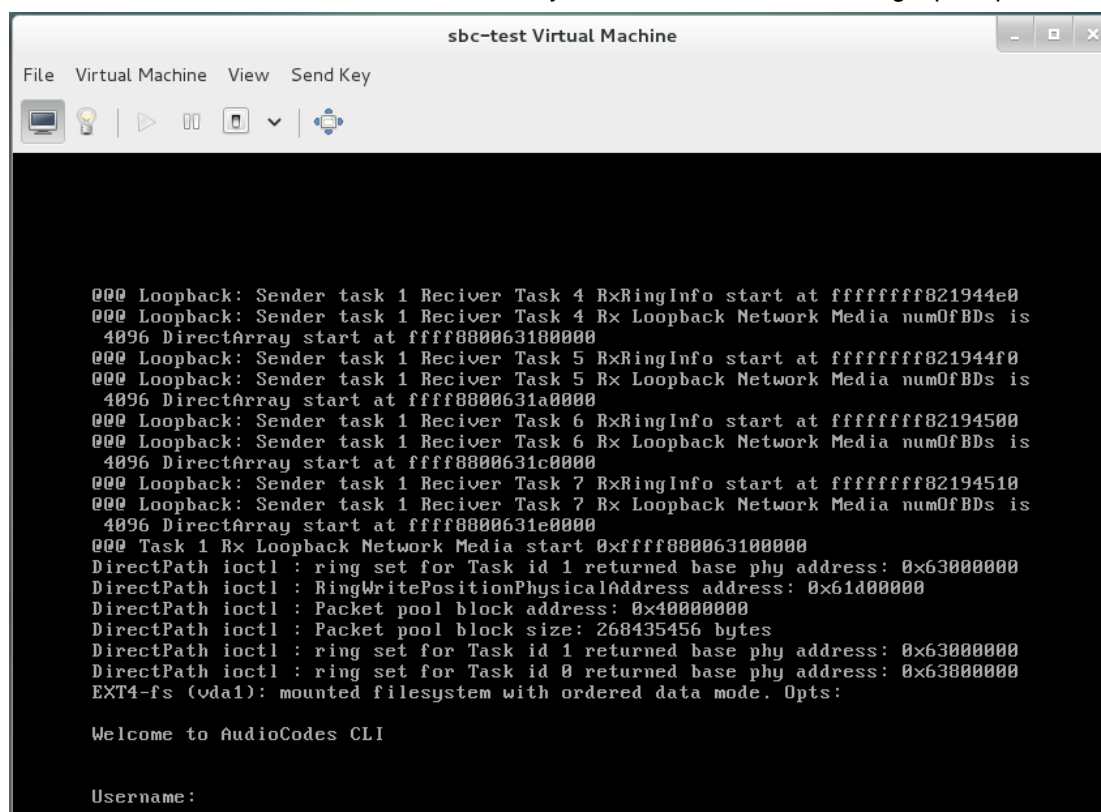 sbc-test Virtual Machine
File Virtual Machine View Send Key
@@@ Loopback: Sender task 1 Reciver Task 4 RxRingInfo start at ffffffff821944e0
@@@ Loopback: Sender task 1 Reciver Task 4 Rx Loopback Network Media numOfBDs is
4096 DirectArray start at ffff880063180000
@@@ Loopback: Sender task 1 Reciver Task 5 RxRingInfo start at ffffffff821944f0
@@@ Loopback: Sender task 1 Reciver Task 5 Rx Loopback Network Media numOfBDs is
4096 DirectArray start at ffff8800631a0000
@@@ Loopback: Sender task 1 Reciver Task 6 RxRingInfo start at ffffffff82194500
@@@ Loopback: Sender task 1 Reciver Task 6 Rx Loopback Network Media numOfBDs is
4096 DirectArray start at ffff8800631c0000
@@@ Loopback: Sender task 1 Reciver Task 7 RxRingInfo start at ffffffff82194510
@@@ Loopback: Sender task 1 Reciver Task 7 Rx Loopback Network Media numOfBDs is
4096 DirectArray start at ffff8800631e0000
@@@ Task 1 Rx Loopback Network Media start 0xffff880063100000
DirectPath ioctl : ring set for Task id 1 returned base phy address: 0x63000000
DirectPath ioctl : RingWritePositionPhysicalAddress address: 0x61d00000
DirectPath ioctl : Packet pool block address: 0x40000000
DirectPath ioctl : Packet pool block size: 268435456 bytes
DirectPath ioctl : ring set for Task id 1 returned base phy address: 0x63000000
DirectPath ioctl : ring set for Task id 0 returned base phy address: 0x63800000
EXT4-fs (vda1): mounted filesystem with ordered data mode. Opts:
Welcome to AudioCodes CLI
Username: